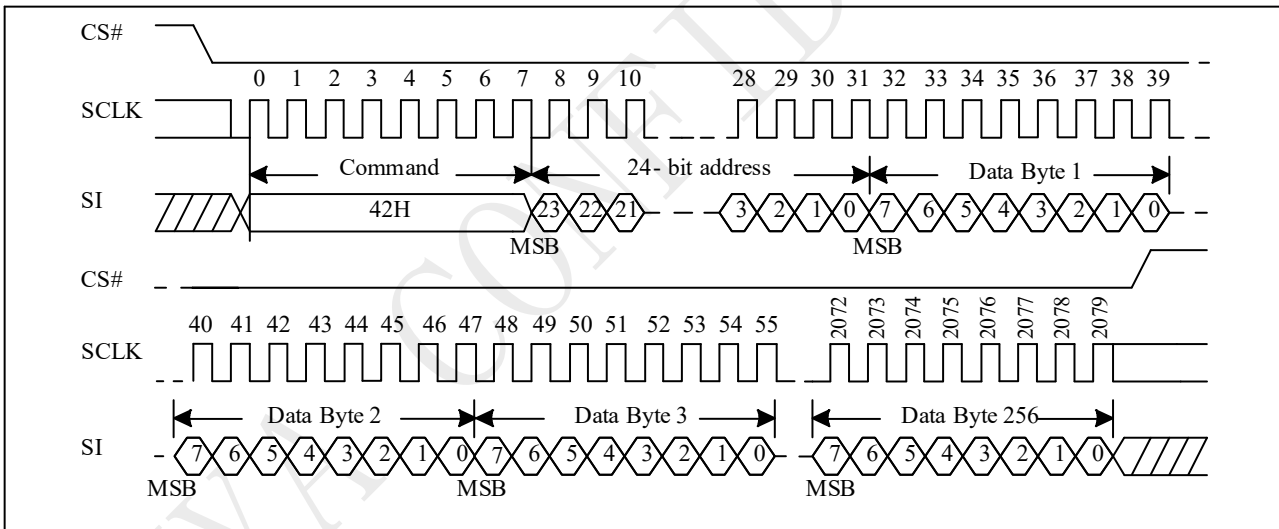 CS#
0 1 2 3 4 5 6 7 8 9 10 28 29 30 31 32 33 34 35 36 37 38 39
SCLK
Command 24- bit address Data Byte 1
SI
42H 23 22 21 3 2 1 0 7 6 5 4 3 2 1 0
MSB MSB
CS#
40 41 42 43 44 45 46 47 48 49 50 51 52 53 54 55 2072 2073 2074 2075 2076 2077 2078 2079
SCLK
Data Byte 2 Data Byte 3 Data Byte 256
SI
7 6 5 4 3 2 1 0 7 6 5 4 3 2 1 0 7 6 5 4 3 2 1 0
MSB MSB MSB
VA CONFID